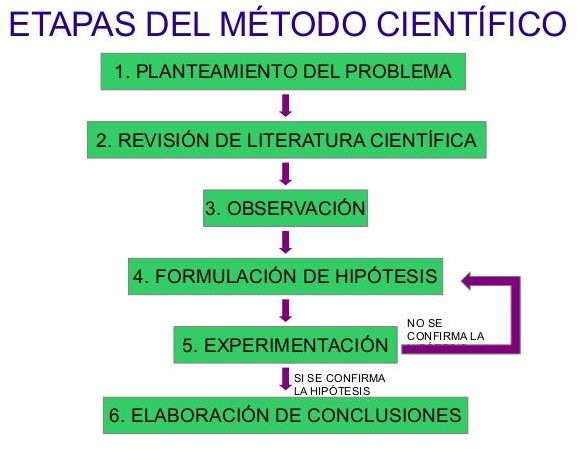 ETAPAS DEL MÉTODO CIENTÍFICO
1. PLANTEAMIENTO DEL PROBLEMA
2. REVISIÓN DE LITERATURA CIENTÍFICA
3. OBSERVACIÓN
4. FORMULACIÓN DE HIPÓTESIS
NO SE
CONFIRMA LA
5. EXPERIMENTACIÓN
SI SE CONFIRMA
LA HIPÓTESIS
6. ELABORACIÓN DE CONCLUSIONES